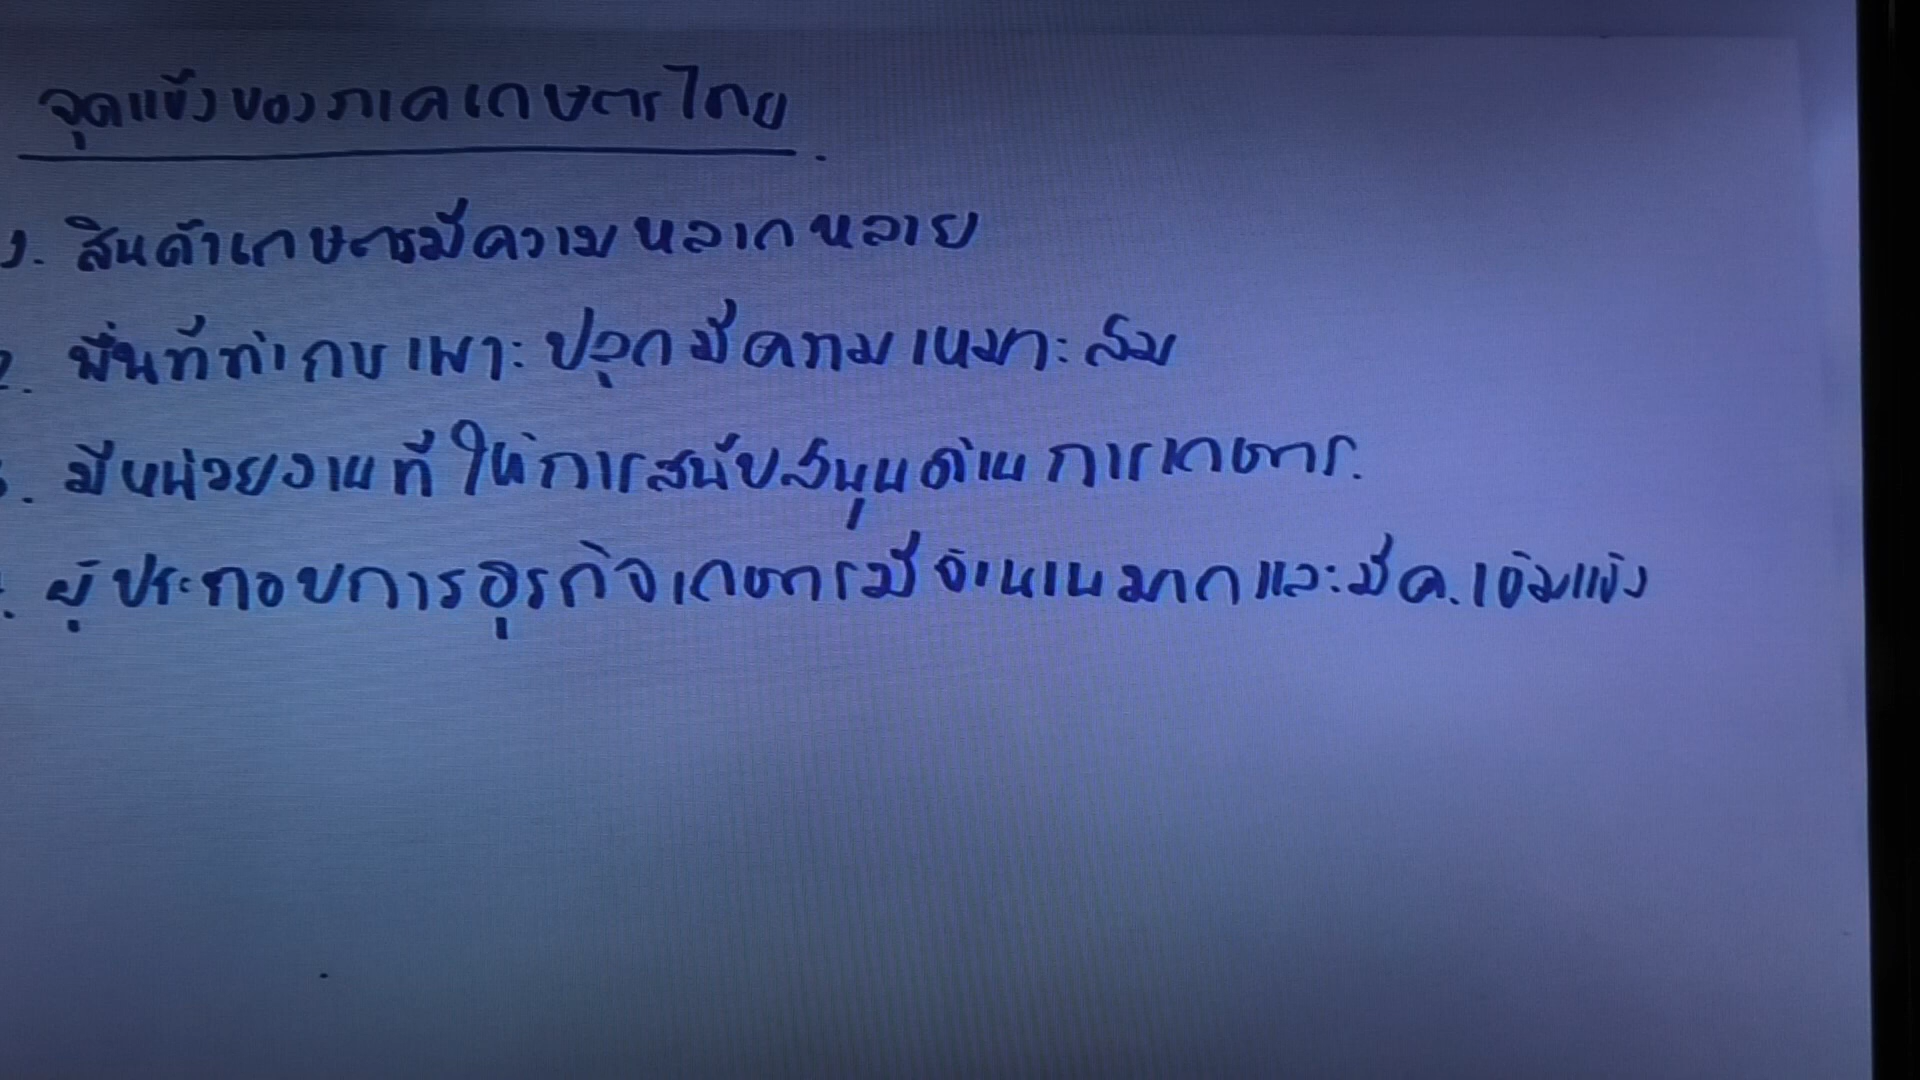 จุดแข็งของภาคเกษตรไทย.
1. สินค้าเกษตรมีความหลากหลาย
2. พื้นที่ทำเกษเพาะปลูกมีความเหมาะสม
3. มีหน่วยงานที่ให้การสนับสนุนด้านการเกษตร.
. ผู้ประกอบการธุรกิจเกษตรมีจำนวนมากและมีค.เข้มแข็ง